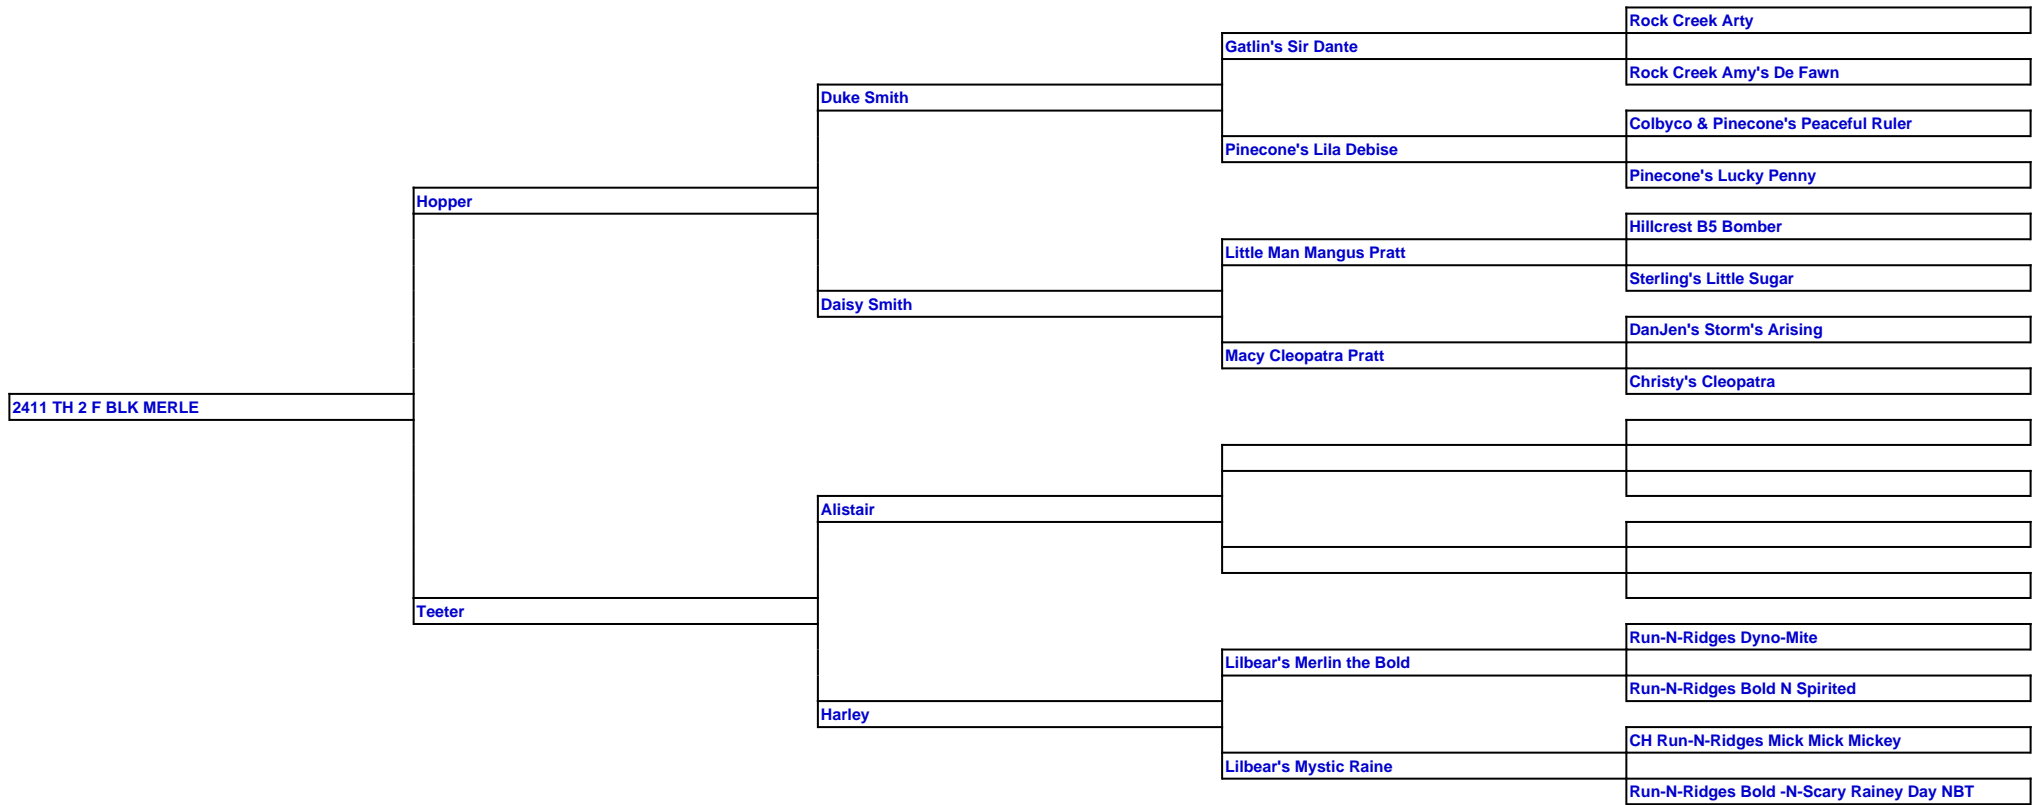 Rock Creek Arty
Gatlin's Sir Dante
Rock Creek Amy's De Fawn
Duke Smith
Colbyco & Pinecone's Peaceful Ruler
Pinecone's Lila Debise
Pinecone's Lucky Penny
Hopper
Hillcrest B5 Bomber
Little Man Mangus Pratt
Sterling's Little Sugar
Daisy Smith
DanJen's Storm's Arising
Macy Cleopatra Pratt
Christy's Cleopatra
2411 TH 2 F BLK MERLE
Alistair
Teeter
Run-N-Ridges Dyno-Mite
Lilbear's Merlin the Bold
Run-N-Ridges Bold N Spirited
Harley
CH Run-N-Ridges Mick Mick Mickey
Lilbear's Mystic Raine
Run-N-Ridges Bold -N-Scary Rainey Day NBT